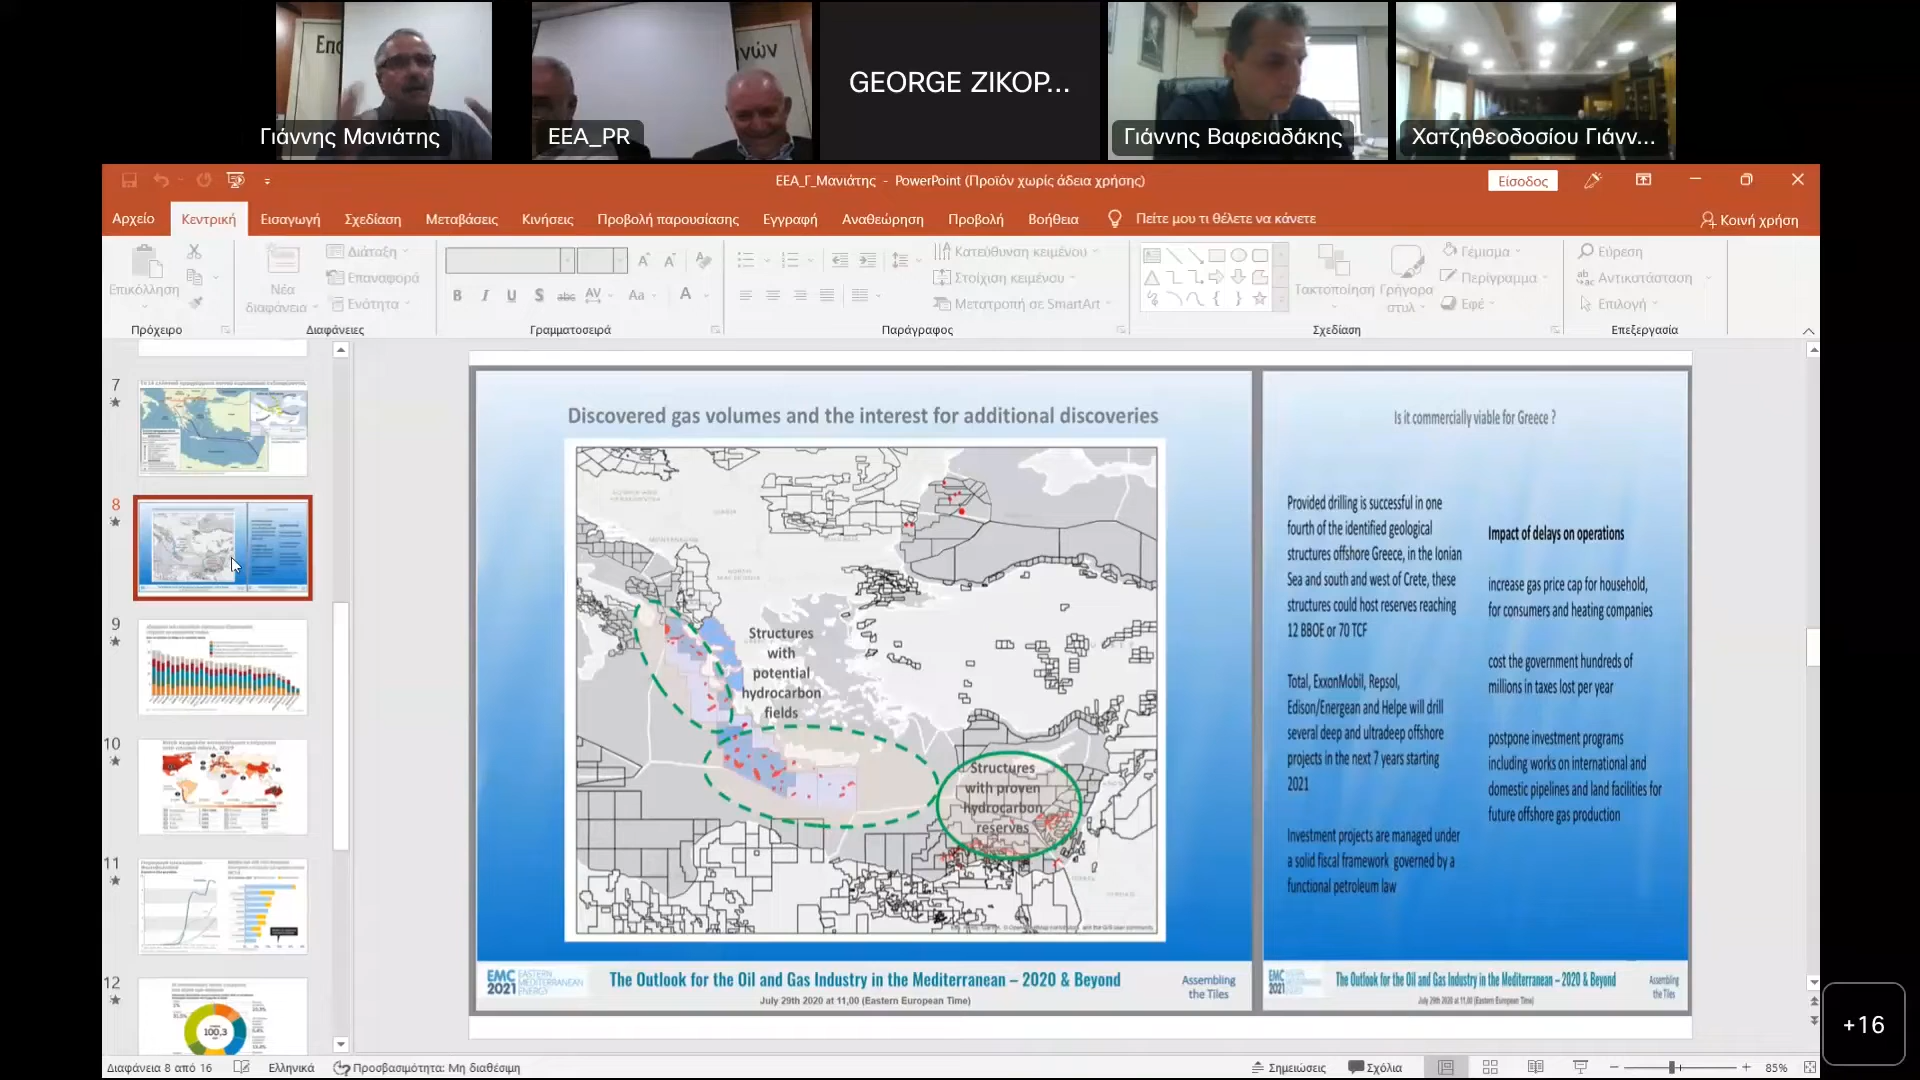 Επα
ηνών
GEORGE ZIKOP...
Γιάννης Μανιάτης
EEA_PR
Γιάννης Βαφειαδάκης
Χατζηθεοδοσίου Γιάνν...
ΕΕΑ_Γ_Μανιάτης - PowerPoint (Προϊόν χωρίς άδεια χρήσης)
Είσοδος
Αρχείο
Κεντρική
Εισαγωγή
Σχεδίαση
Μεταβάσεις
Κινήσεις
Προβολή παρουσίασης
Εγγραφή
Αναθεώρηση
Προβολή
Βοήθεια
Πείτε μου τι θέλετε να κάνετε
Κοινή χρήση
Επικόλληση
Νέα
διαφάνεια
Διάταξη
Επαναφορά
Ενότητα
Κατεύθυνση κειμένου
Στοίχιση κειμένου
Μετατροπή σε SmartArt
Τακτοποίηση
Γρήγορα
στυλ
Γέμισμα
Περίγραμμα
Εφέ
Εύρεση
Αντικατάσταση
Επιλογή
Πρόχειρο
Διαφάνειες
Γραμματοσειρά
Παράγραφος
Σχεδίαση
Επεξεργασία
7
8
9
10
11
12
100,3
Discovered gas volumes and the interest for additional discoveries
Structures
with
potential
hydrocarbon
fields
Structures
with proven
hydrocarbon
reserves
EMC
2021
EASTERN
MEDITERRANEAN
ENERGY
The Outlook for the Oil and Gas Industry in the Mediterranean – 2020 & Beyond
July 29th 2020 at 11,00 (Eastern European Time)
Assembling
the Tiles
Is it commercially viable for Greece ?
Provided drilling is successful in one
fourth of the identified geological
structures offshore Greece, in the Ionian
Sea and south and west of Crete, these
structures could host reserves reaching
12 BBOE or 70 TCF
Total, ExxonMobil, Repsol,
Edison/Energean and Helpe will drill
several deep and ultradeep offshore
projects in the next 7 years starting
2021
Investment projects are managed under
a solid fiscal framework governed by a
functional petroleum law
Impact of delays on operations
increase gas price cap for household,
for consumers and heating companies
cost the government hundreds of
millions in taxes lost per year
postpone investment programs
including works on international and
domestic pipelines and land facilities for
future offshore gas production
EMC
2021
The Outlook for the Oil and Gas Industry in the Mediterranean – 2020 & Beyond
July 29th 2020 at 11,00 (Eastern European Time)
Assembling
the Tiles
+16
Διαφάνεια 8 από 16
Ελληνικά
Προσβασιμότητα: Μη διαθέσιμη
Σημειώσεις
Σχόλια
85%